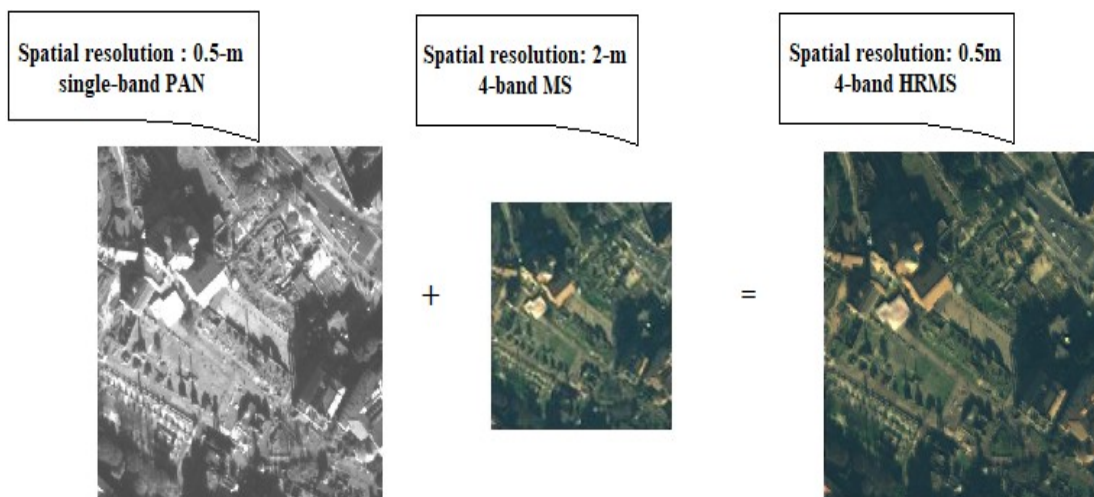 Spatial resolution : 0.5-m
single-band PAN
Spatial resolution: 2-m
4-band MS
Spatial resolution: 0.5m
4-band HRMS
+
=